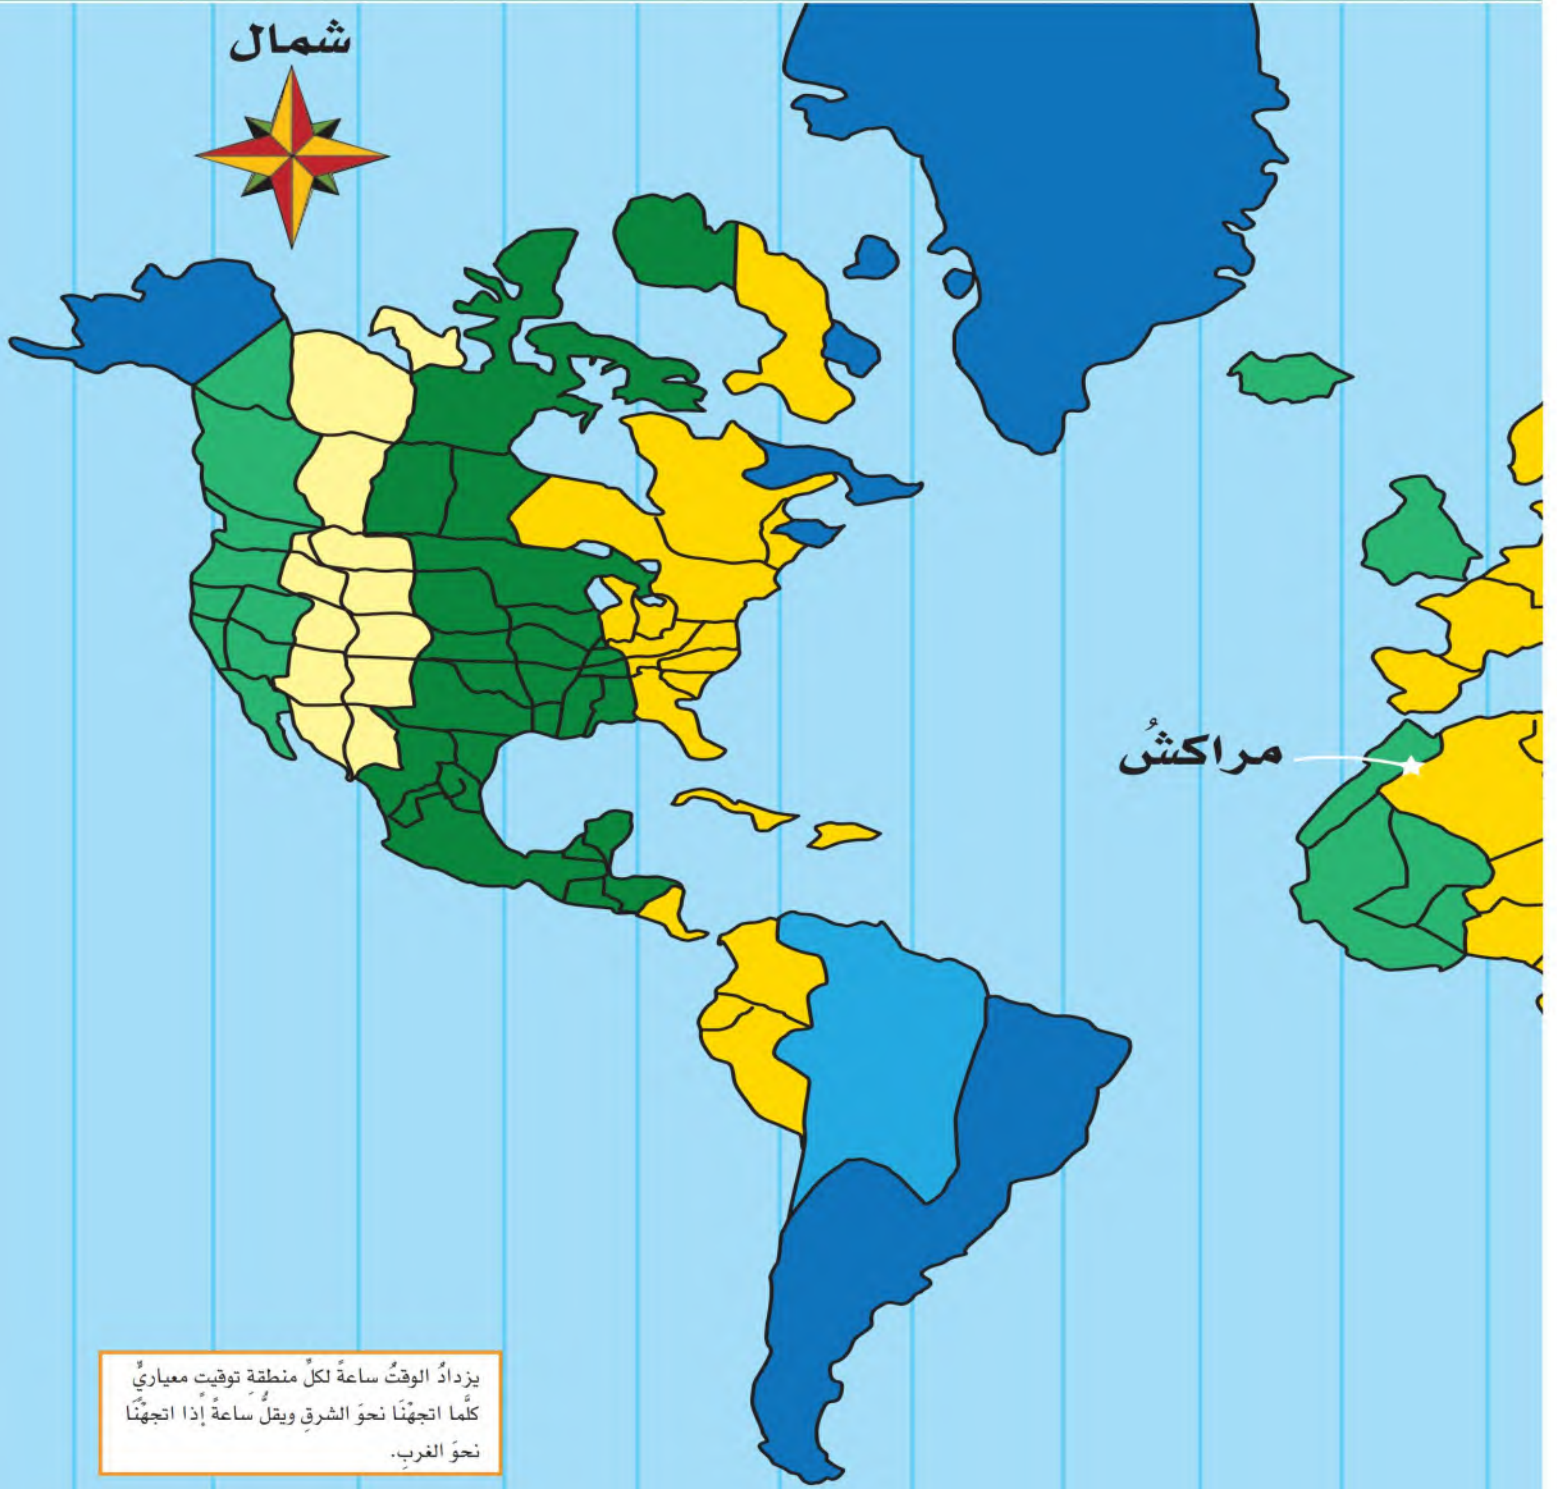 شمال
مراكشُ
يزدادُ الوقتُ ساعةً لكلِّ منطقةِ توقيت معياريٍّ
كلَّما اتجهْنَا نحوَ الشرقِ ويقلُّ ساعةً إذا اتجهْنَا
نحوَ الغربِ.